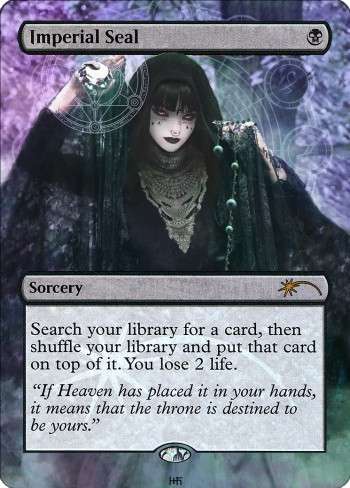 Imperial Seal
Sorcery
Search your library for a card, then
shuffle your library and put that card
on top of it. You lose 2 life.
“If Heaven has placed it in your hands,
it means that the throne is destined to
be yours.”